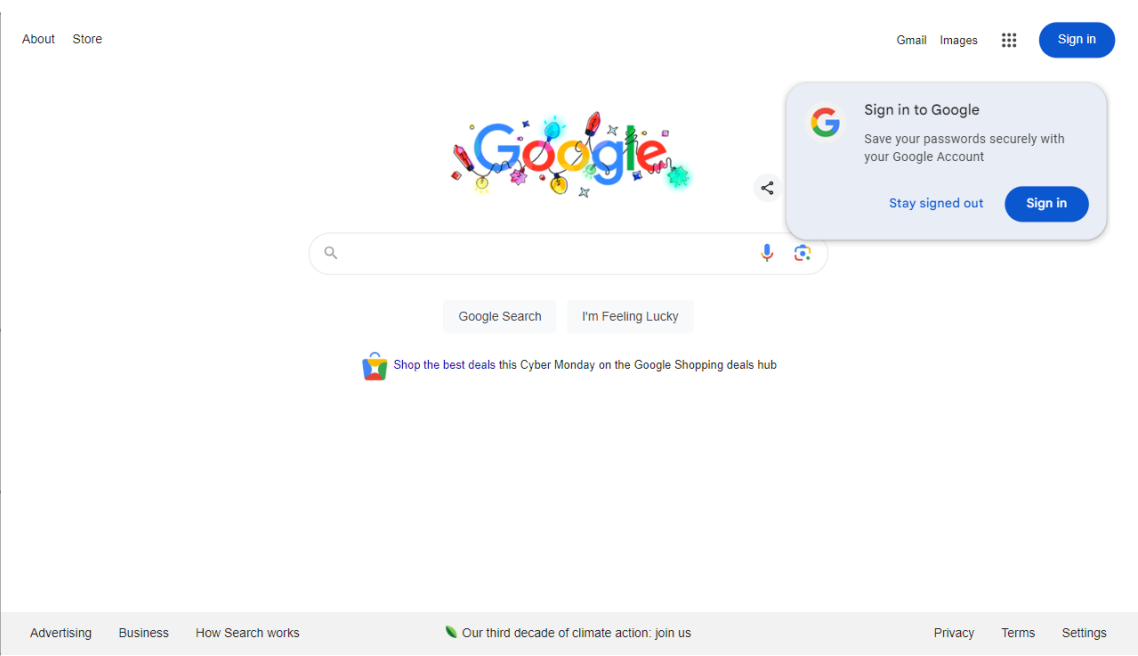 About Store
Gmail Images Sign in
Google
Sign in to Google
Save your passwords securely with
your Google Account
Stay signed out Sign in
Google Search I'm Feeling Lucky
Shop the best deals this Cyber Monday on the Google Shopping deals hub
Advertising Business How Search works Our third decade of climate action: join us Privacy Terms Settings